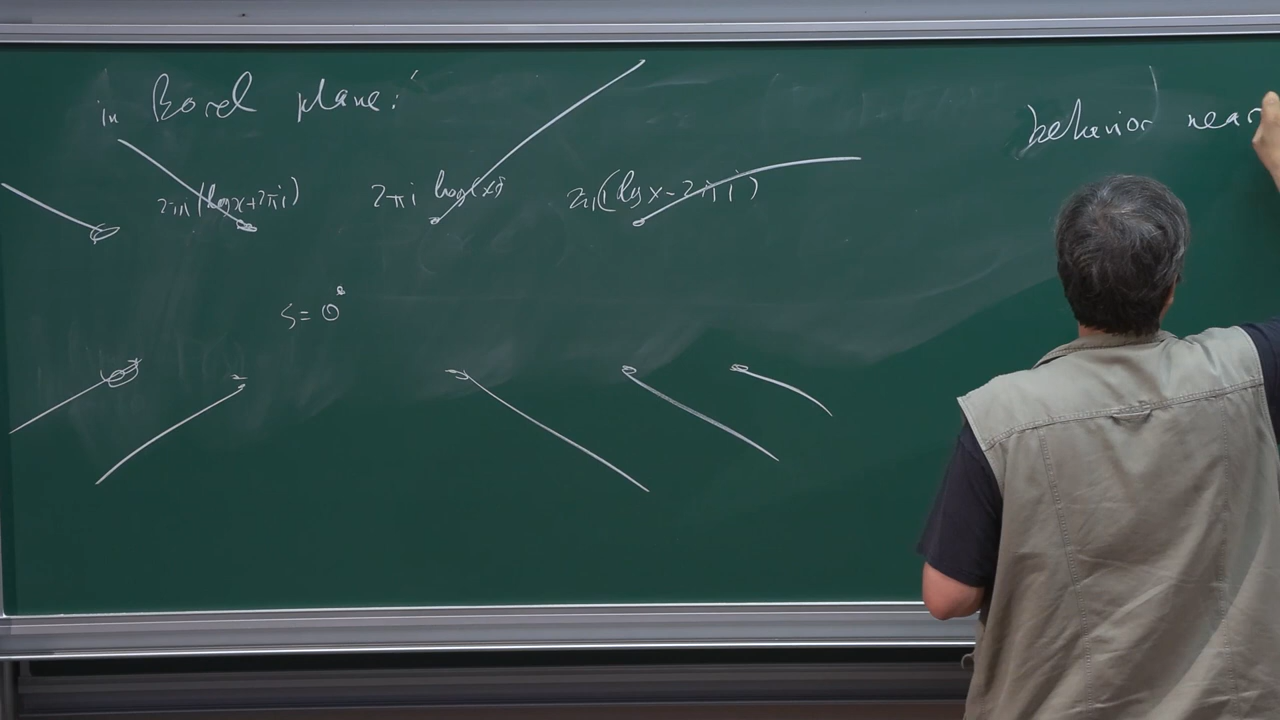 in Borel plane:
behavior near
2πi(log x+2πi) 2πi log(x) 2πi(log x-2πi)
s=0